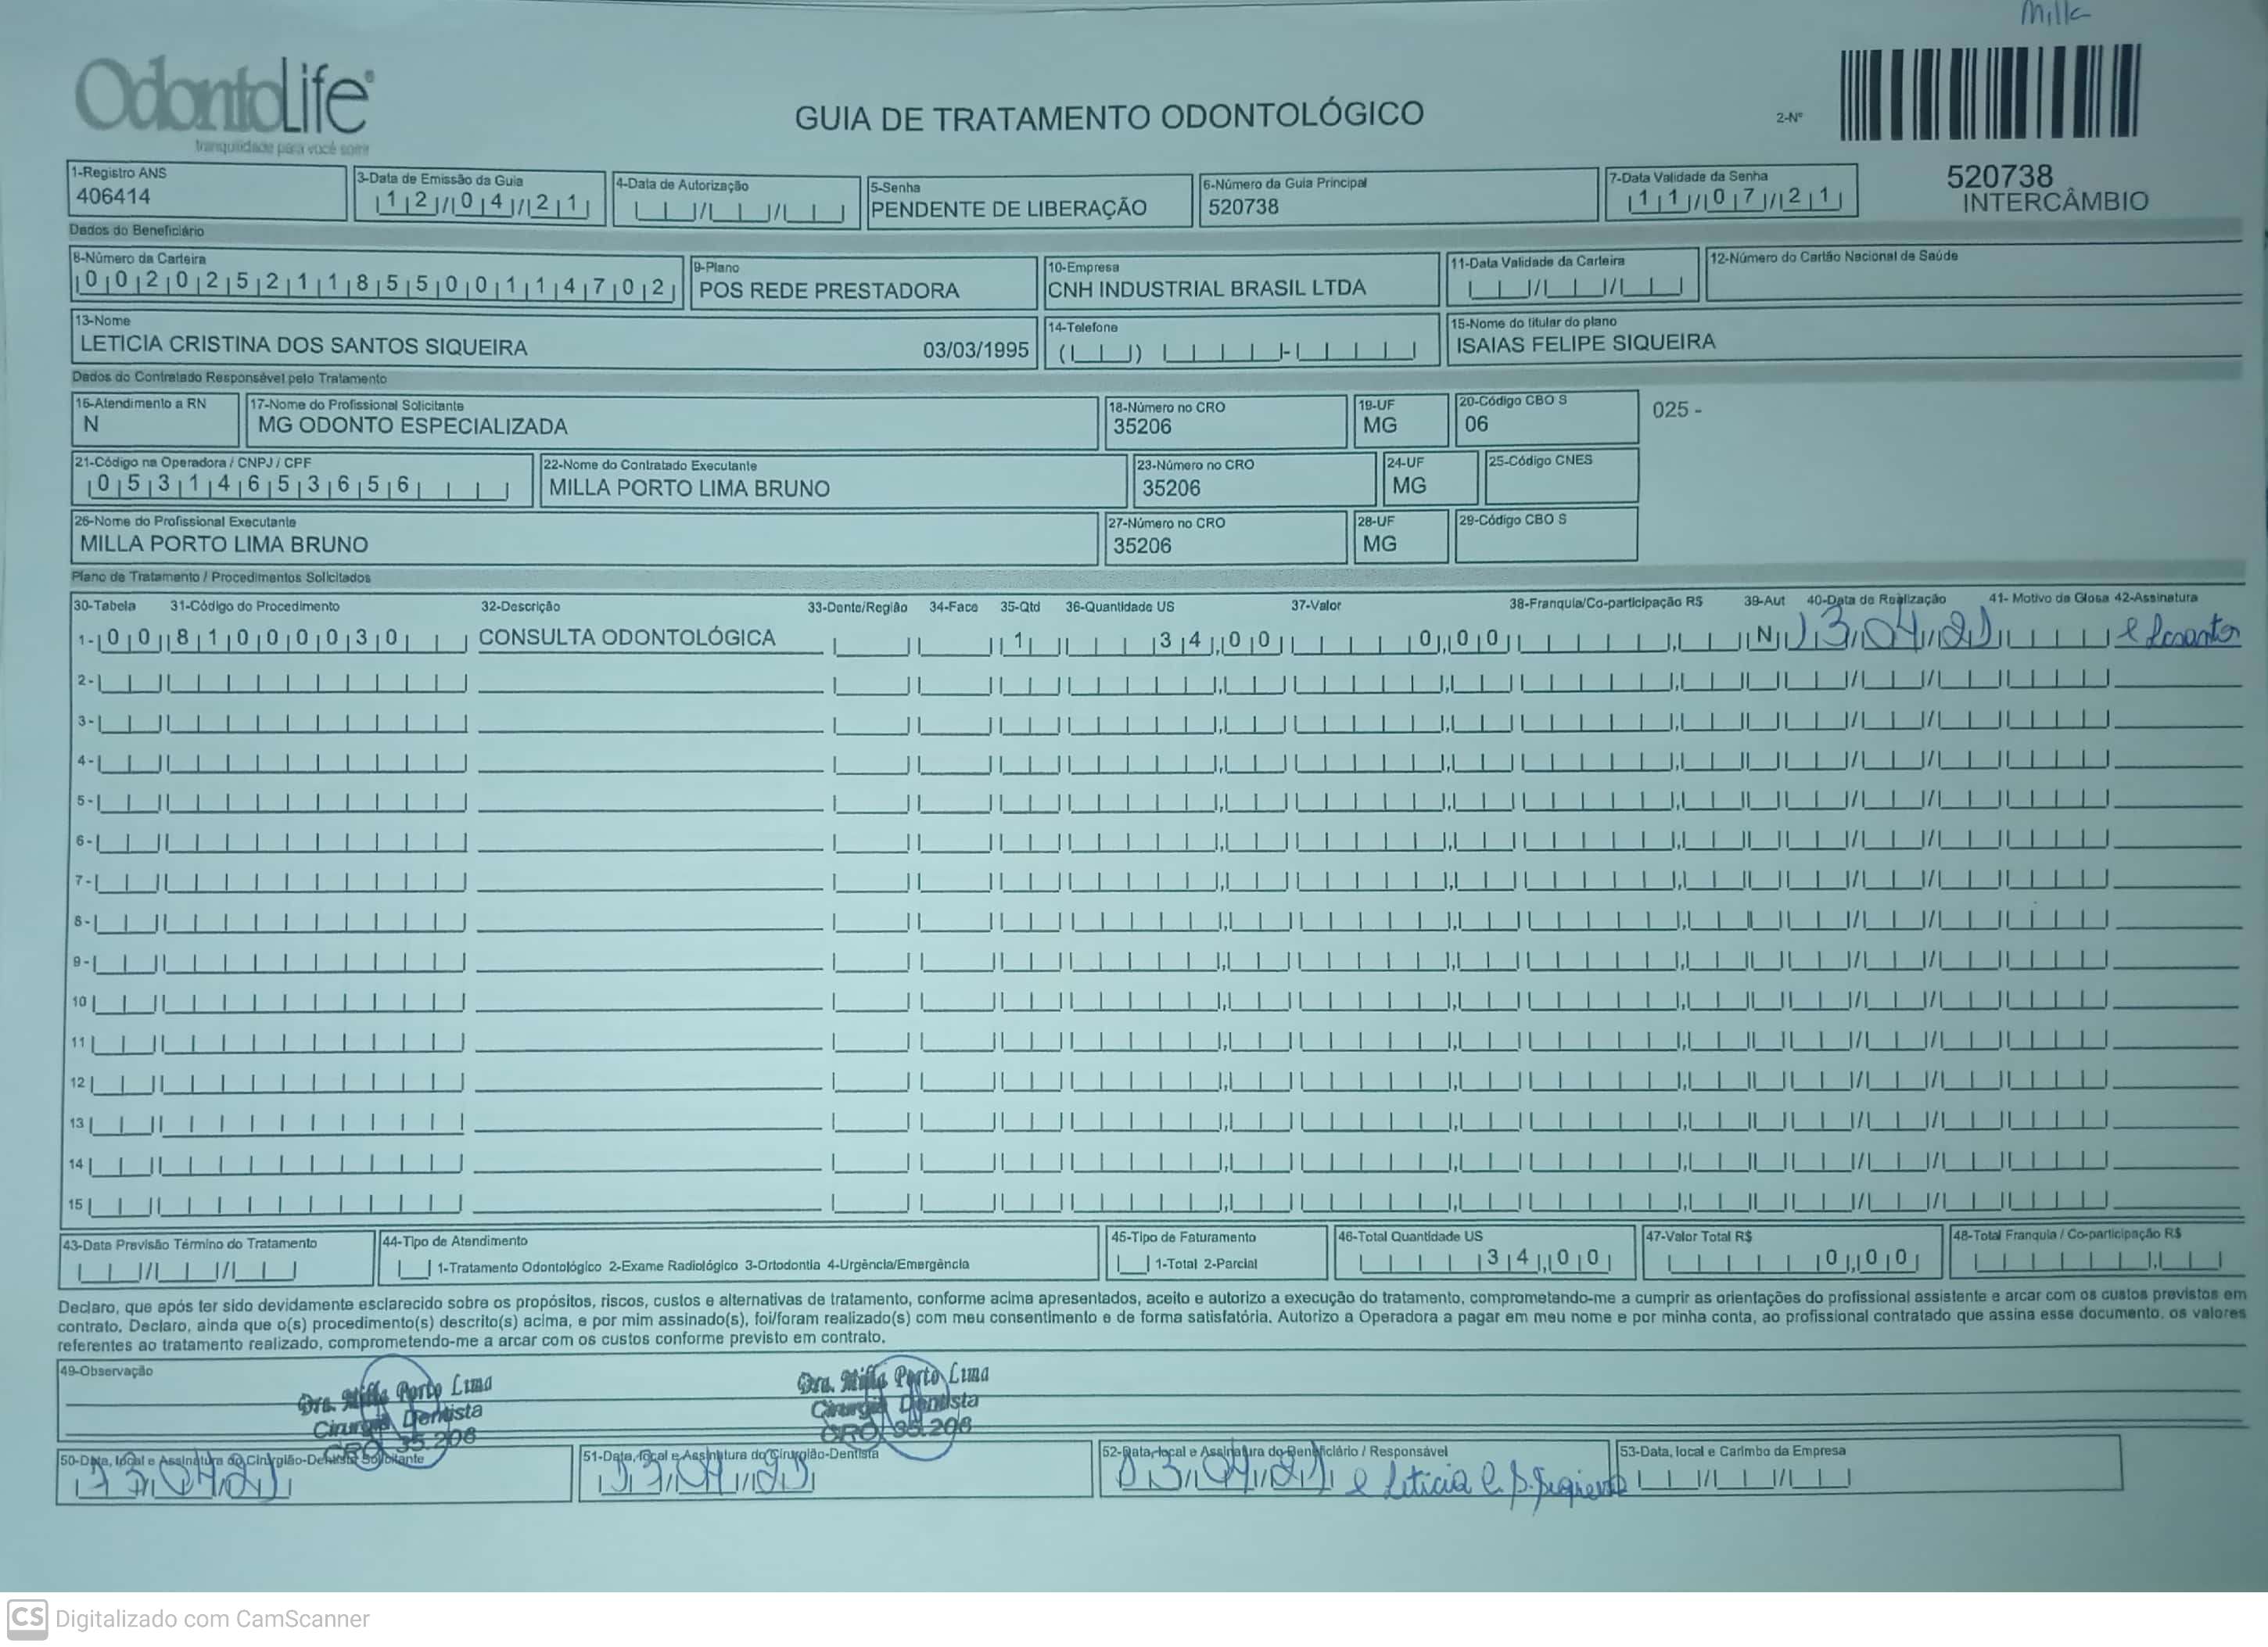 Milla
OdontoLife®
tranquilidade para você sorrir
GUIA DE TRATAMENTO ODONTOLÓGICO
2-Nº
520738
INTERCÂMBIO
1-Registro ANS
406414
3-Data de Emissão da Guia
12/04/21
4-Data de Autorização
5-Senha
PENDENTE DE LIBERAÇÃO
6-Número da Guia Principal
520738
7-Data Validade da Senha
11/07/21
Dados do Beneficiário
8-Número da Carteira
00202521185500114702
9-Plano
POS REDE PRESTADORA
10-Empresa
CNH INDUSTRIAL BRASIL LTDA
11-Data Validade da Carteira
12-Número do Cartão Nacional de Saúde
13-Nome
LETICIA CRISTINA DOS SANTOS SIQUEIRA 03/03/1995
14-Telefone
15-Nome do titular do plano
ISAIAS FELIPE SIQUEIRA
Dados do Contratado Responsável pelo Tratamento
16-Atendimento a RN
N
17-Nome do Profissional Solicitante
MG ODONTO ESPECIALIZADA
18-Número no CRO
35206
19-UF
MG
20-Código CBO S
06
025 -
21-Código na Operadora / CNPJ / CPF
05314653656
22-Nome do Contratado Executante
MILLA PORTO LIMA BRUNO
23-Número no CRO
35206
24-UF
MG
25-Código CNES
26-Nome do Profissional Executante
MILLA PORTO LIMA BRUNO
27-Número no CRO
35206
28-UF
MG
29-Código CBO S
Plano de Tratamento / Procedimentos Solicitados
30-Tabela 31-Código do Procedimento 32-Descrição 33-Dente/Região 34-Face 35-Qtd 36-Quantidade US 37-Valor 38-Franquia/Co-participação R$ 39-Aut 40-Data de Realização 41- Motivo da Glosa 42-Assinatura
1- 00 81000030 CONSULTA ODONTOLÓGICA 1 34,00 0,00 N 13/04/21
2-
3-
4-
5-
6-
7-
8-
9-
10
11
12
13
14
15
43-Data Previsão Término do Tratamento
44-Tipo de Atendimento
1-Tratamento Odontológico 2-Exame Radiológico 3-Ortodontia 4-Urgência/Emergência
45-Tipo de Faturamento
1-Total 2-Parcial
46-Total Quantidade US
34,00
47-Valor Total R$
0,00
48-Total Franquia / Co-participação R$
Declaro, que após ter sido devidamente esclarecido sobre os propósitos, riscos, custos e alternativas de tratamento, conforme acima apresentados, aceito e autorizo a execução do tratamento, comprometendo-me a cumprir as orientações do profissional assistente e arcar com os custos previstos em
contrato. Declaro, ainda que o(s) procedimento(s) descrito(s) acima, e por mim assinado(s), foi/foram realizado(s) com meu consentimento e de forma satisfatória. Autorizo a Operadora a pagar em meu nome e por minha conta, ao profissional contratado que assina esse documento, os valores
referentes ao tratamento realizado, comprometendo-me a arcar com os custos conforme previsto em contrato.
49-Observação
Dra. Milla Porto Lima
Cirurgiã Dentista
CRO 35.206
Dra. Milla Porto Lima
Cirurgiã Dentista
CRO 35.206
50-Data, local e Assinatura do Cirurgião-Dentista Solicitante
13/04/21
51-Data, local e Assinatura do Cirurgião-Dentista
13/04/21
52-Data, local e Assinatura do Beneficiário / Responsável
13/04/21 Leticia C. S. Siqueira
53-Data, local e Carimbo da Empresa
CS Digitalizado com CamScanner